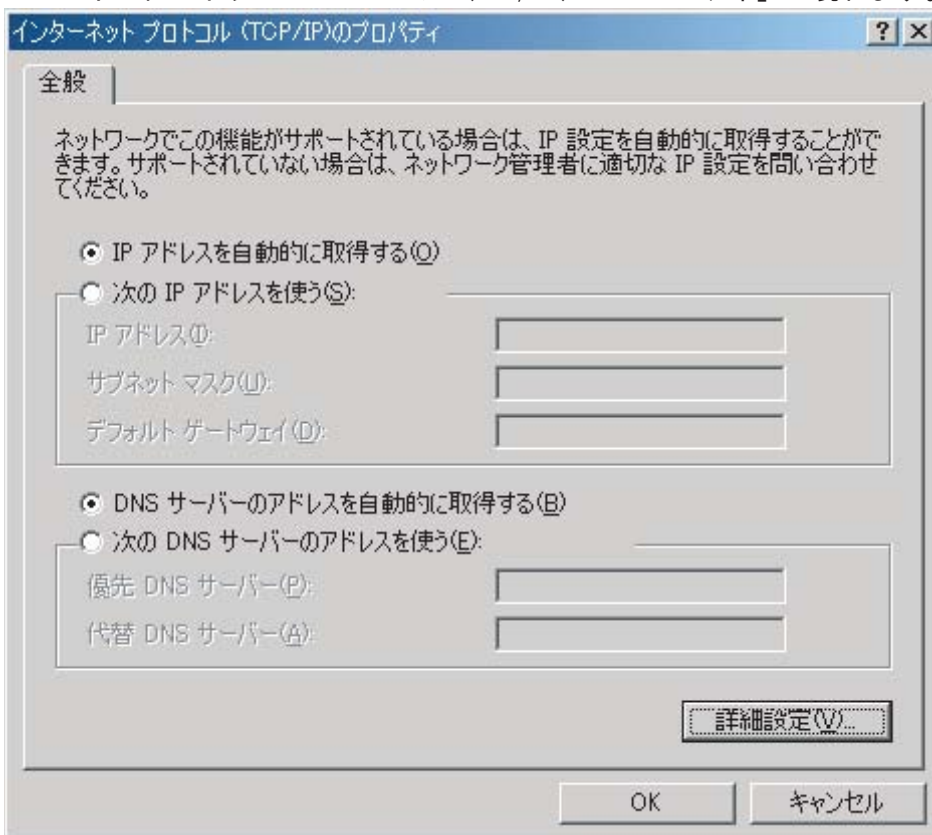 インターネット プロトコル (TCP/IP)のプロパティ
全般
ネットワークでこの機能がサポートされている場合は、IP 設定を自動的に取得することがで
きます。サポートされていない場合は、ネットワーク管理者に適切な IP 設定を問い合わせ
てください。
IP アドレスを自動的に取得する(O)
次の IP アドレスを使う(S):
IP アドレス(I):
サブネット マスク(U):
デフォルト ゲートウェイ(D):
DNS サーバーのアドレスを自動的に取得する(B)
次の DNS サーバーのアドレスを使う(E):
優先 DNS サーバー(P):
代替 DNS サーバー(A):
詳細設定(V)...
OK
キャンセル